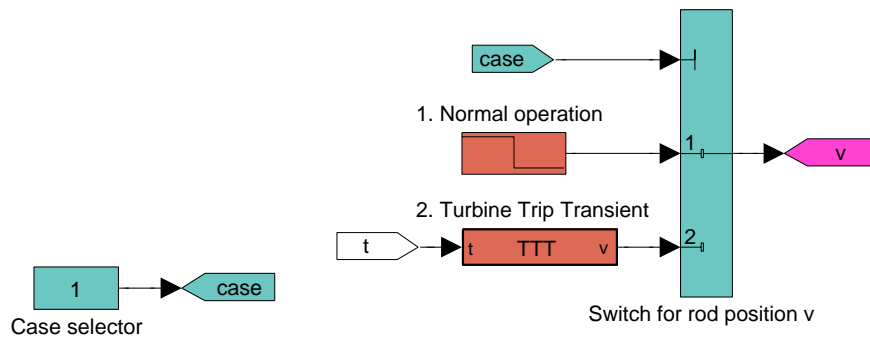 case
1. Normal operation
1
v
2. Turbine Trip Transient
t
t TTT v
2
1
case
Case selector
Switch for rod position v